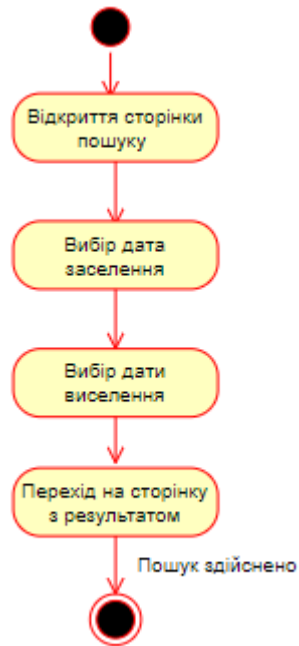 Відкриття сторінки
пошуку
Вибір дата
заселення
Вибір дати
виселення
Перехід на сторінку
з результатом
Пошук здійснено